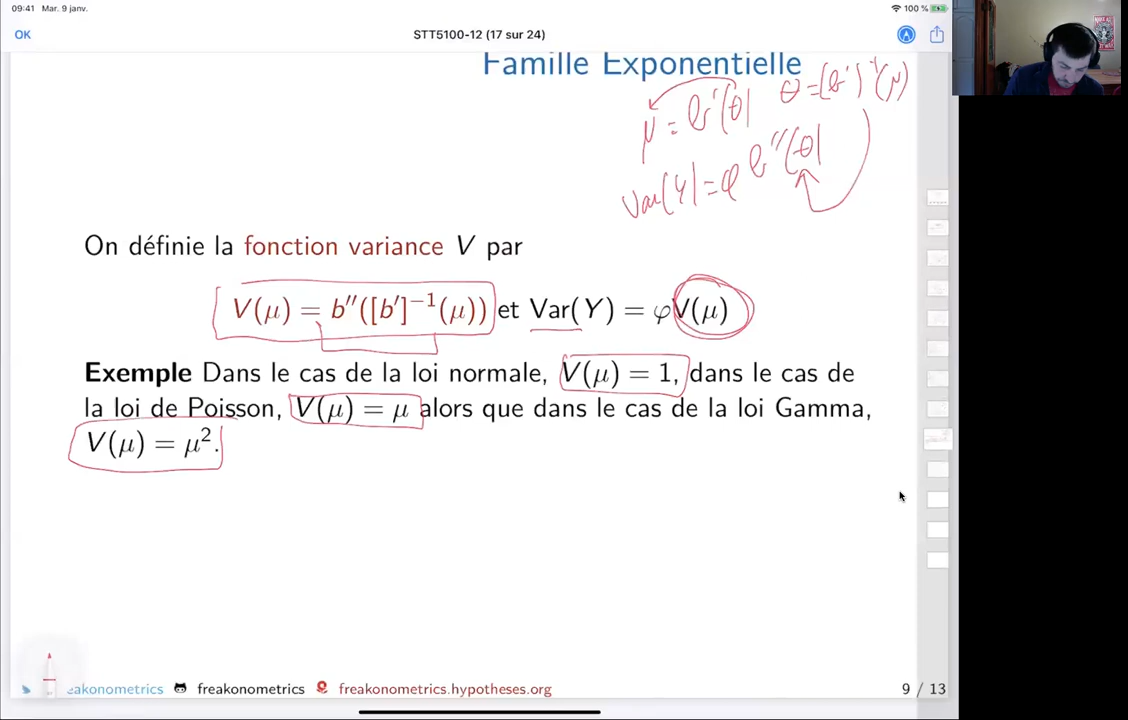 09:41 Mar. 9 janv.
100 %
OK
STT5100-12 (17 sur 24)
Famille Exponentielle
μ = b'(θ)
θ = (b')⁻¹(μ)
Var(Y) = φ b''(θ)
On définie la fonction variance V par
V(μ) = b''([b']⁻¹(μ)) et Var(Y) = φV(μ)
Exemple Dans le cas de la loi normale, V(μ) = 1, dans le cas de
la loi de Poisson, V(μ) = μ alors que dans le cas de la loi Gamma,
V(μ) = μ².
eakonometrics freakonometrics freakonometrics.hypotheses.org
9 / 13